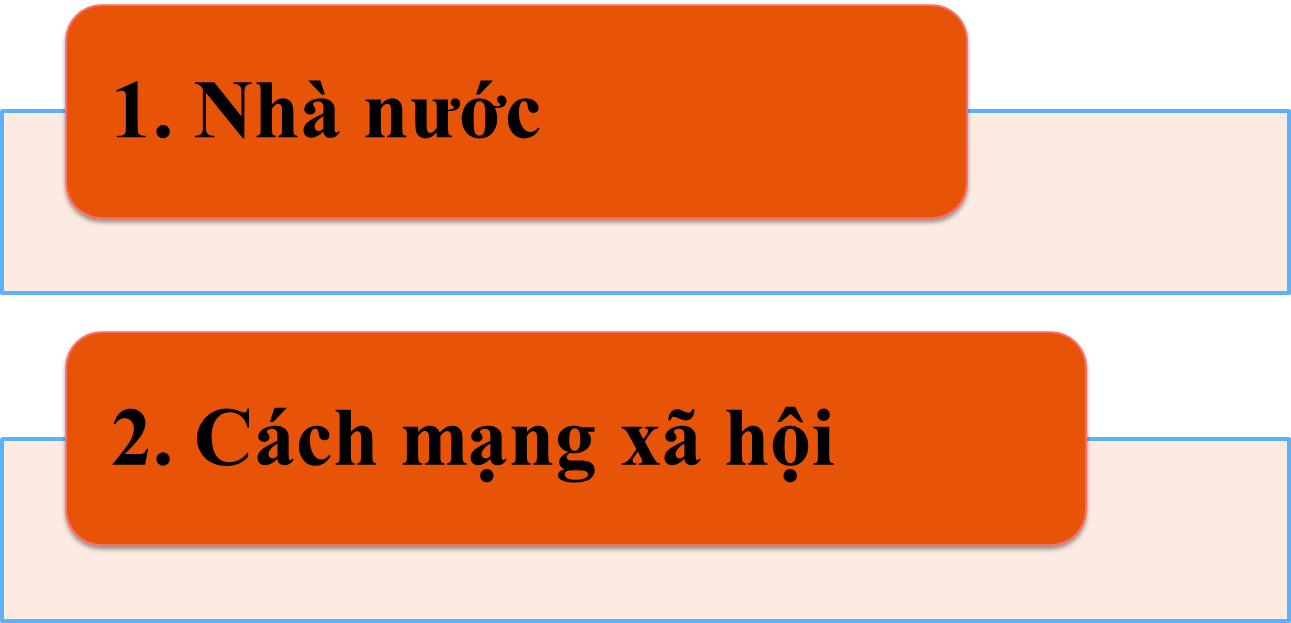 1. Nhà nước
2. Cách mạng xã hội